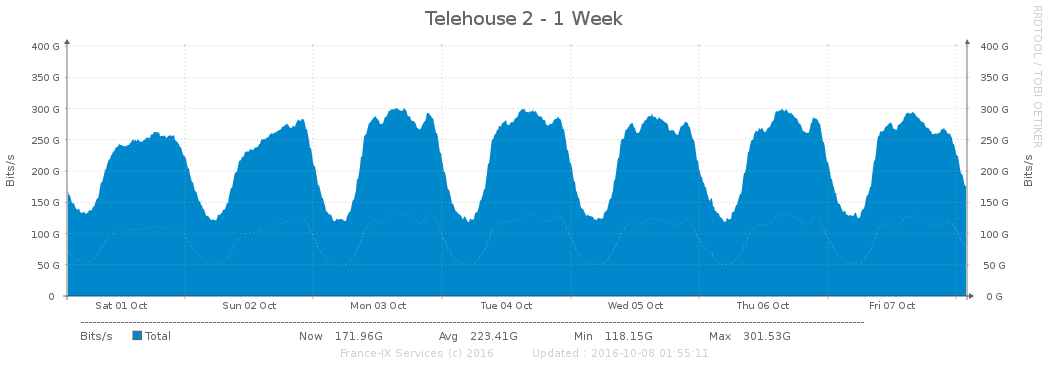 Telehouse 2 - 1 Week
RRDTOOL / TOBI OETIKER
400 G 400 G
350 G 350 G
300 G 300 G
250 G 250 G
200 G 200 G
150 G 150 G
100 G 100 G
50 G 50 G
0 0 G
Bits/s
Bits/s
Sat 01 Oct Sun 02 Oct Mon 03 Oct Tue 04 Oct Wed 05 Oct Thu 06 Oct Fri 07 Oct
Bits/s Total Now 171.96G Avg 223.41G Min 118.15G Max 301.53G
France-IX Services (c) 2016 Updated : 2016-10-08 01:55:11